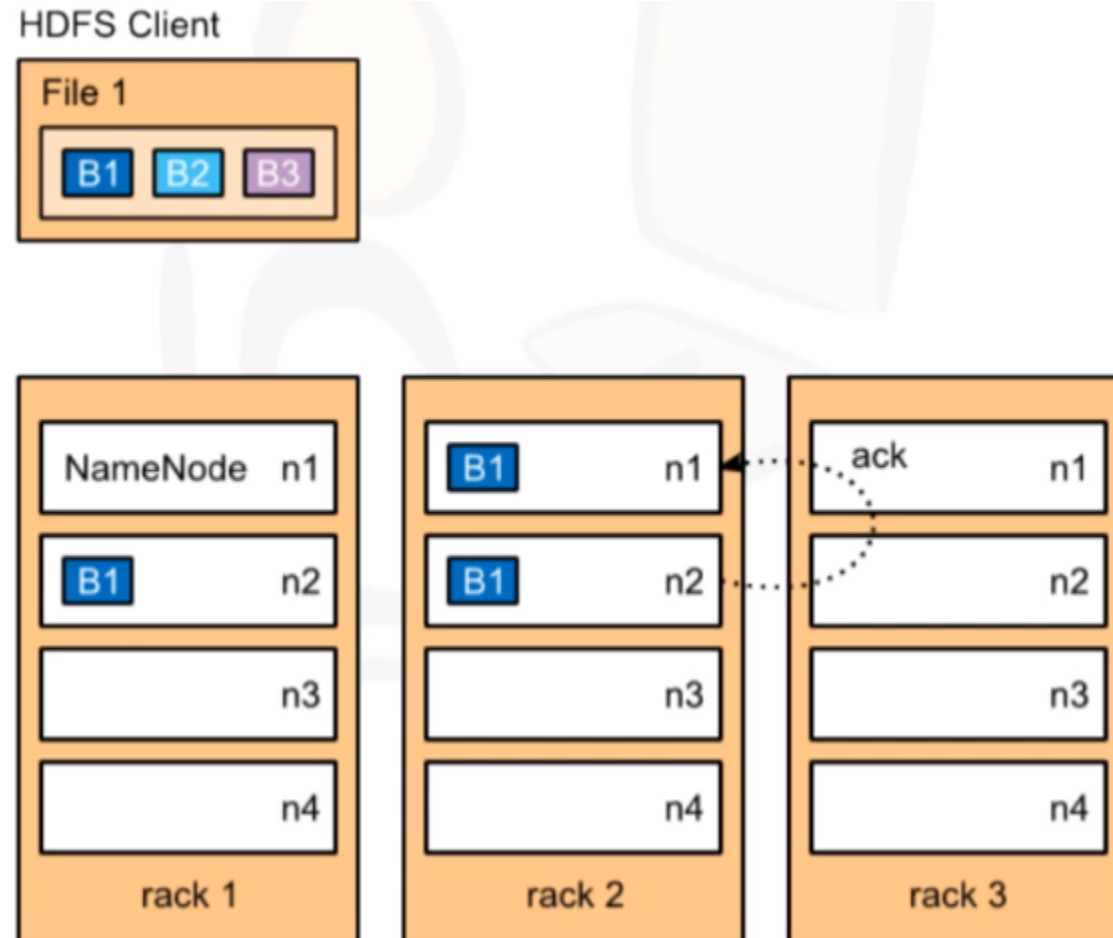 HDFS Client
File 1
B1 B2 B3
NameNode n1
B1 n2
n3
n4
rack 1
B1 n1
B1 n2
n3
n4
rack 2
ack
n1
n2
n3
n4
rack 3